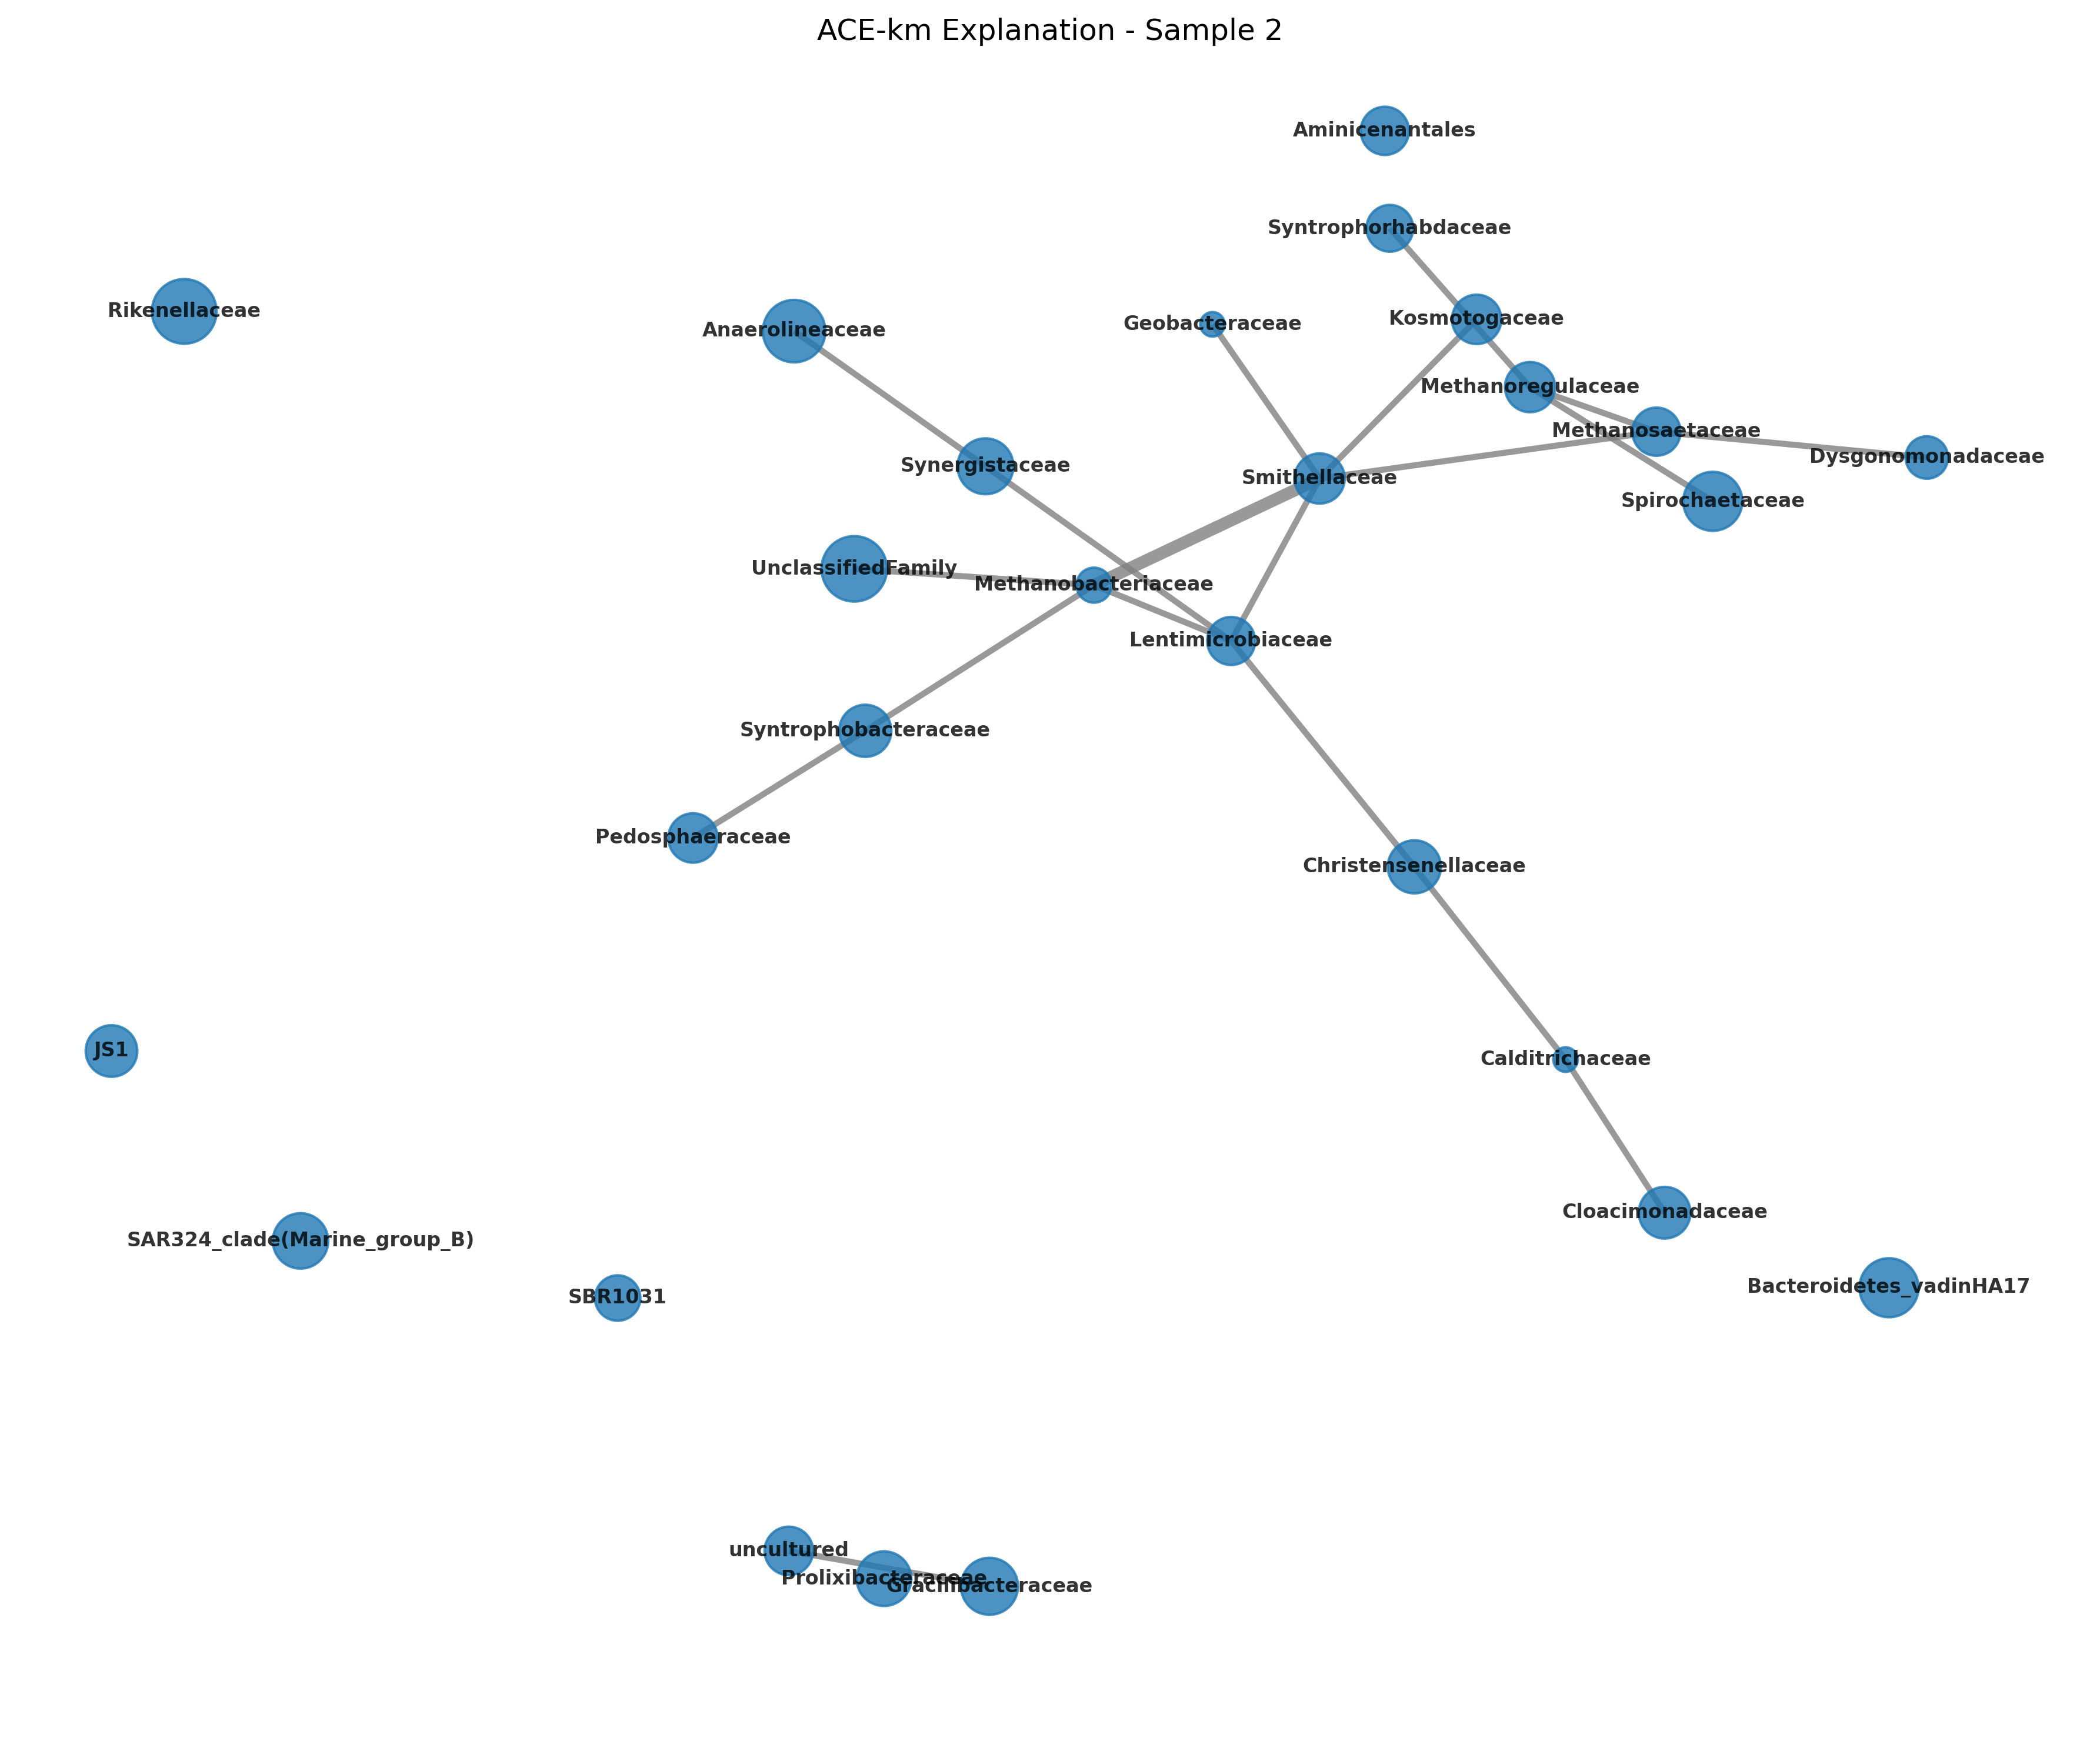 ACE-km Explanation - Sample 2
Aminicenantales
Syntrophorhabdaceae
Rikenellaceae
Kosmotogaceae
Geobacteraceae
Anaerolineaceae
Methanoregulaceae
Methanosaetaceae
Dysgonomonadaceae
Synergistaceae
Smithellaceae
Spirochaetaceae
UnclassifiedFamily
Methanobacteriaceae
Lentimicrobiaceae
Syntrophobacteraceae
Pedosphaeraceae
Christensenellaceae
JS1
Calditrichaceae
Cloacimonadaceae
SAR324_clade(Marine_group_B)
Bacteroidetes_vadinHA17
SBR1031
uncultured
Prolixibacteraceae
Gracilibacteraceae